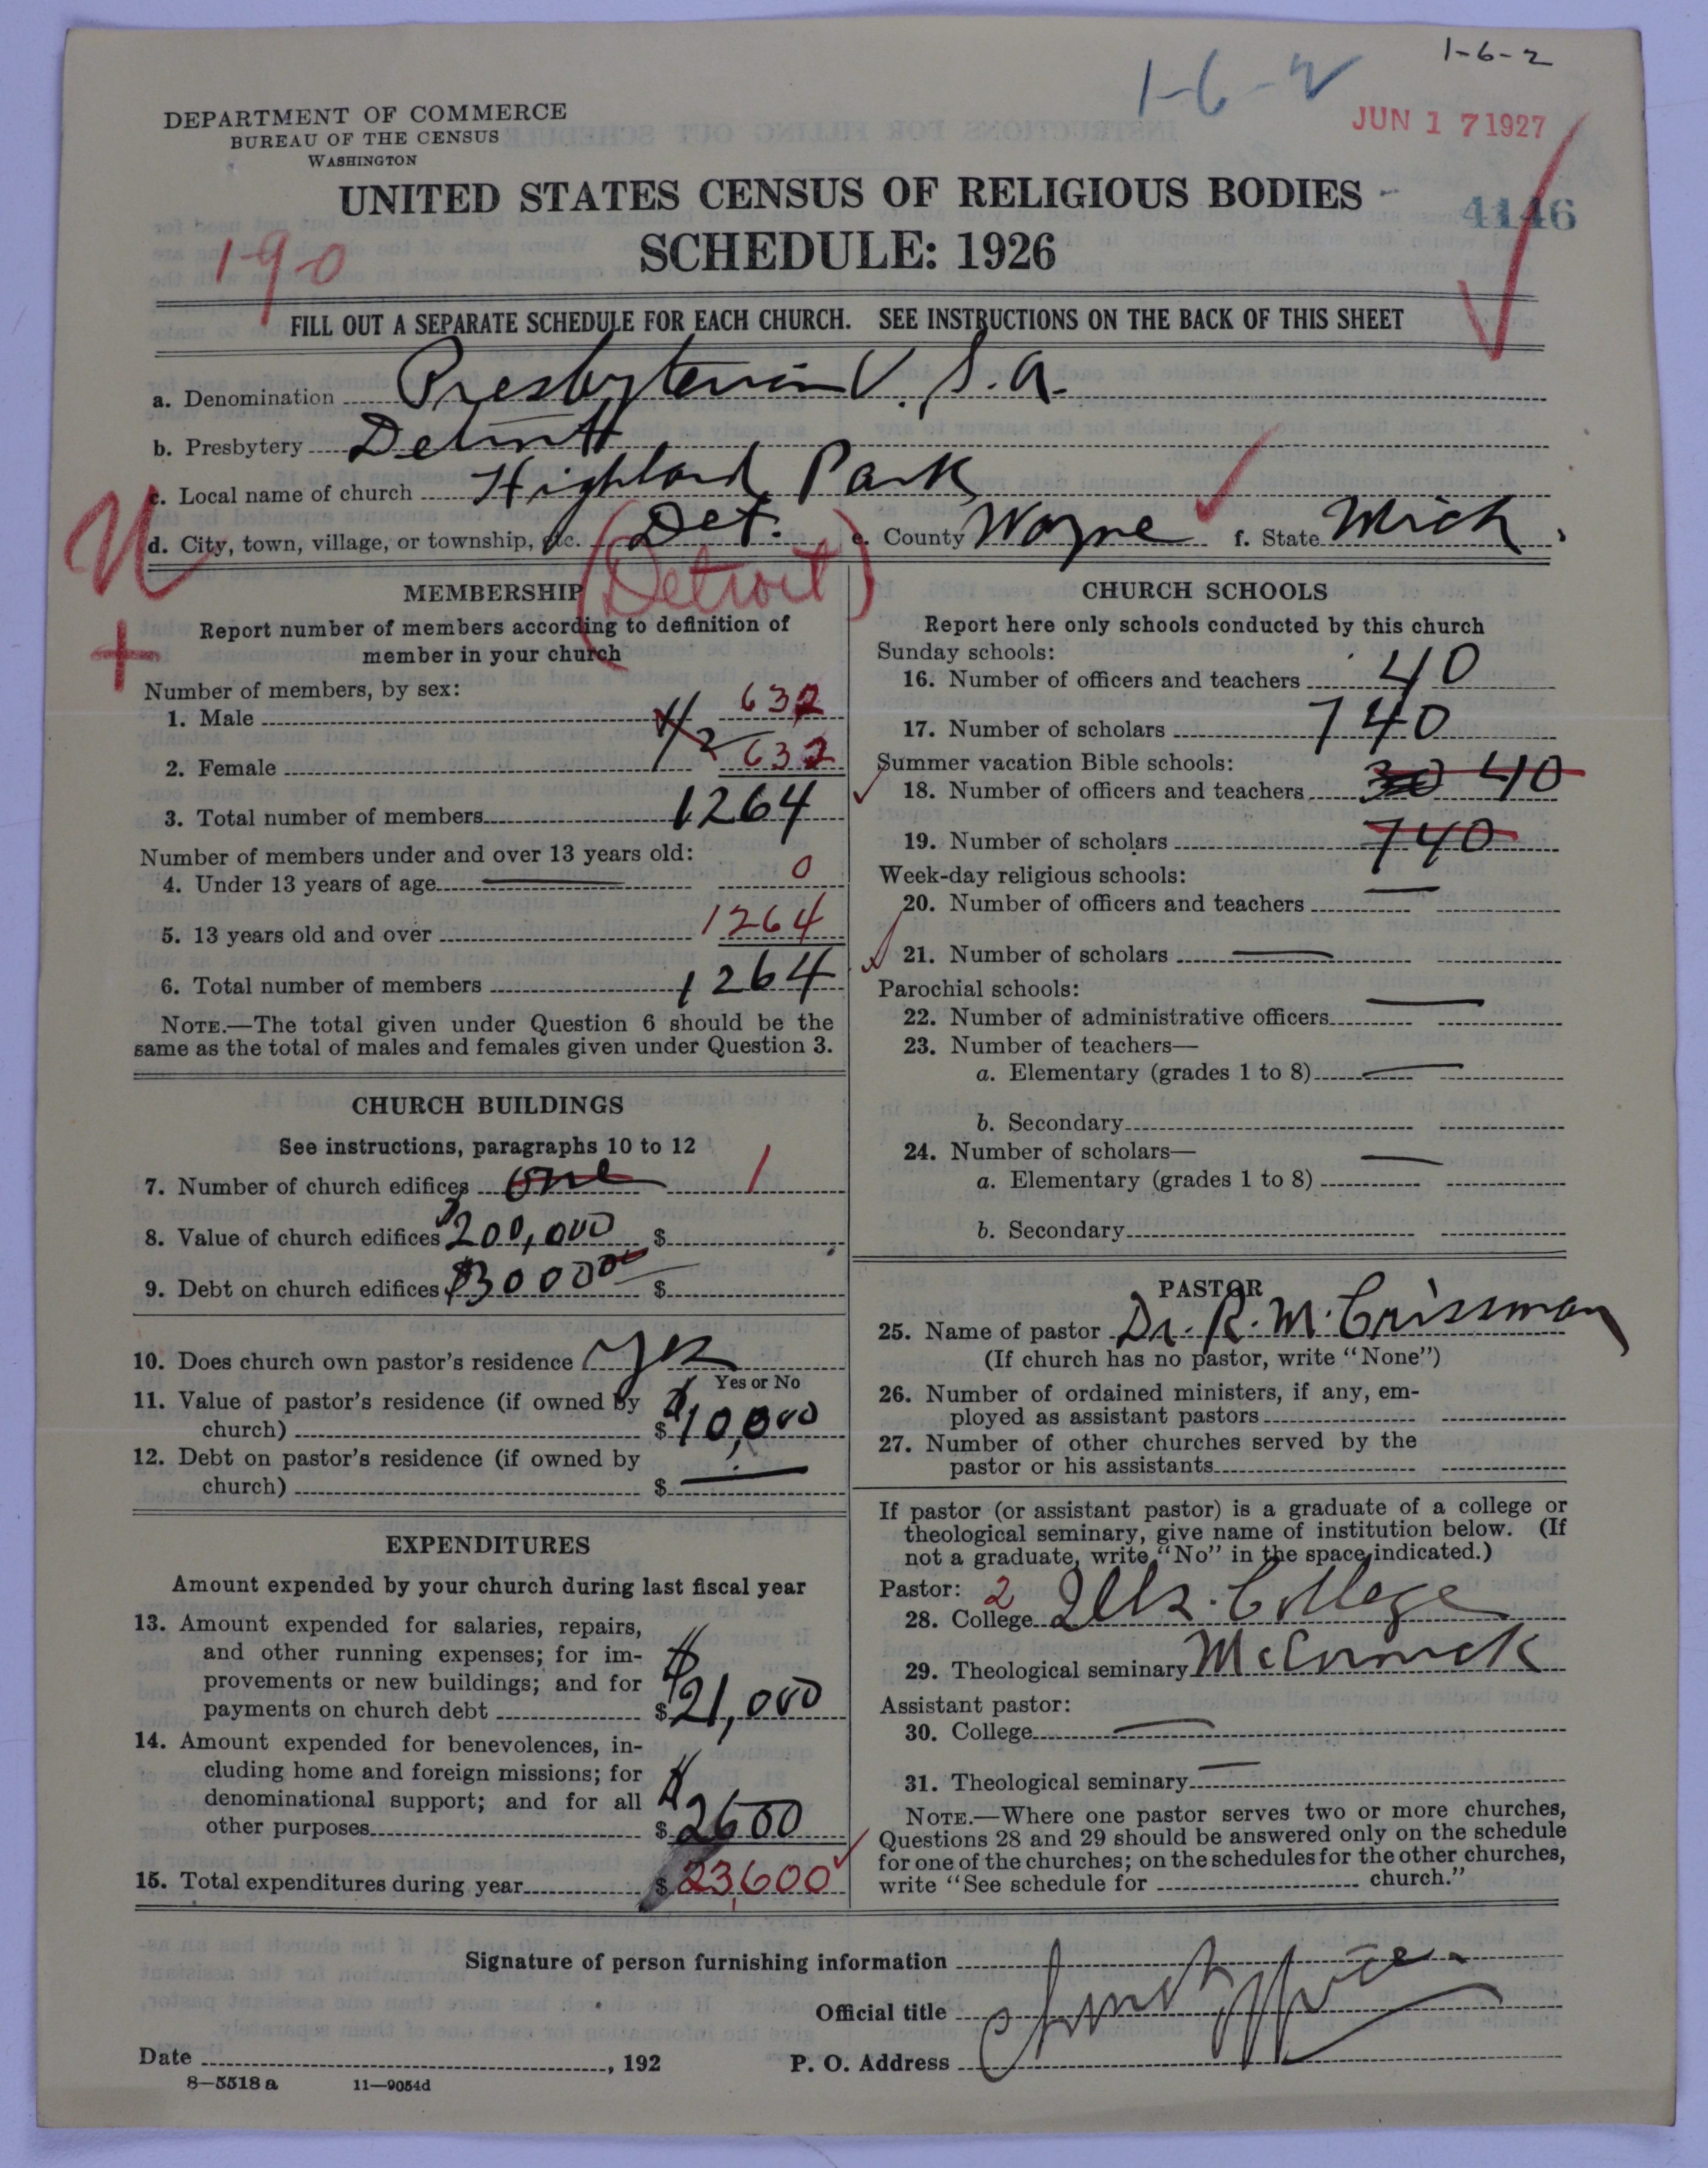 1-6-2
1-6-2
JUN 17 1927
DEPARTMENT OF COMMERCE
BUREAU OF THE CENSUS
WASHINGTON
UNITED STATES CENSUS OF RELIGIOUS BODIES
4146
SCHEDULE: 1926
190
FILL OUT A SEPARATE SCHEDULE FOR EACH CHURCH. SEE INSTRUCTIONS ON THE BACK OF THIS SHEET
a. Denomination Presbyterian U.S.A.
b. Presbytery Detroit
c. Local name of church Highland Park
d. City, town, village, or township, etc. Det. e. County Wayne f. State Mich.
(Detroit)
MEMBERSHIP
Report number of members according to definition of
member in your church
Number of members, by sex:
1. Male 1/2 632
2. Female 632
3. Total number of members 1264
Number of members under and over 13 years old:
4. Under 13 years of age 0
5. 13 years old and over 1264
6. Total number of members 1264
NOTE.—The total given under Question 6 should be the
same as the total of males and females given under Question 3.
CHURCH BUILDINGS
See instructions, paragraphs 10 to 12
7. Number of church edifices one 1
8. Value of church edifices $200,000 $
9. Debt on church edifices $3000 00 $
10. Does church own pastor's residence Yes
Yes or No
11. Value of pastor's residence (if owned by
church) $ $10,000
12. Debt on pastor's residence (if owned by
church) $ —
EXPENDITURES
Amount expended by your church during last fiscal year
13. Amount expended for salaries, repairs,
and other running expenses; for im-
provements or new buildings; and for
payments on church debt $ $21,000
14. Amount expended for benevolences, in-
cluding home and foreign missions; for
denominational support; and for all
other purposes $ $2600
15. Total expenditures during year $ 23,600
CHURCH SCHOOLS
Report here only schools conducted by this church
Sunday schools:
16. Number of officers and teachers 40
17. Number of scholars 740
Summer vacation Bible schools:
18. Number of officers and teachers 30 40
19. Number of scholars 740
Week-day religious schools:
20. Number of officers and teachers —
21. Number of scholars —
Parochial schools:
22. Number of administrative officers —
23. Number of teachers—
a. Elementary (grades 1 to 8) —
b. Secondary
24. Number of scholars—
a. Elementary (grades 1 to 8) —
b. Secondary
PASTOR
25. Name of pastor Dr. R. M. Crissman
(If church has no pastor, write "None")
26. Number of ordained ministers, if any, em-
ployed as assistant pastors
27. Number of other churches served by the
pastor or his assistants
If pastor (or assistant pastor) is a graduate of a college or
theological seminary, give name of institution below. (If
not a graduate, write "No" in the space indicated.)
Pastor: 2
28. College Ills. College
29. Theological seminary McCormick
Assistant pastor:
30. College —
31. Theological seminary —
NOTE.—Where one pastor serves two or more churches,
Questions 28 and 29 should be answered only on the schedule
for one of the churches; on the schedules for the other churches,
write "See schedule for church."
Signature of person furnishing information
Official title
Date , 192 P. O. Address
8—5518 a 11—9054d